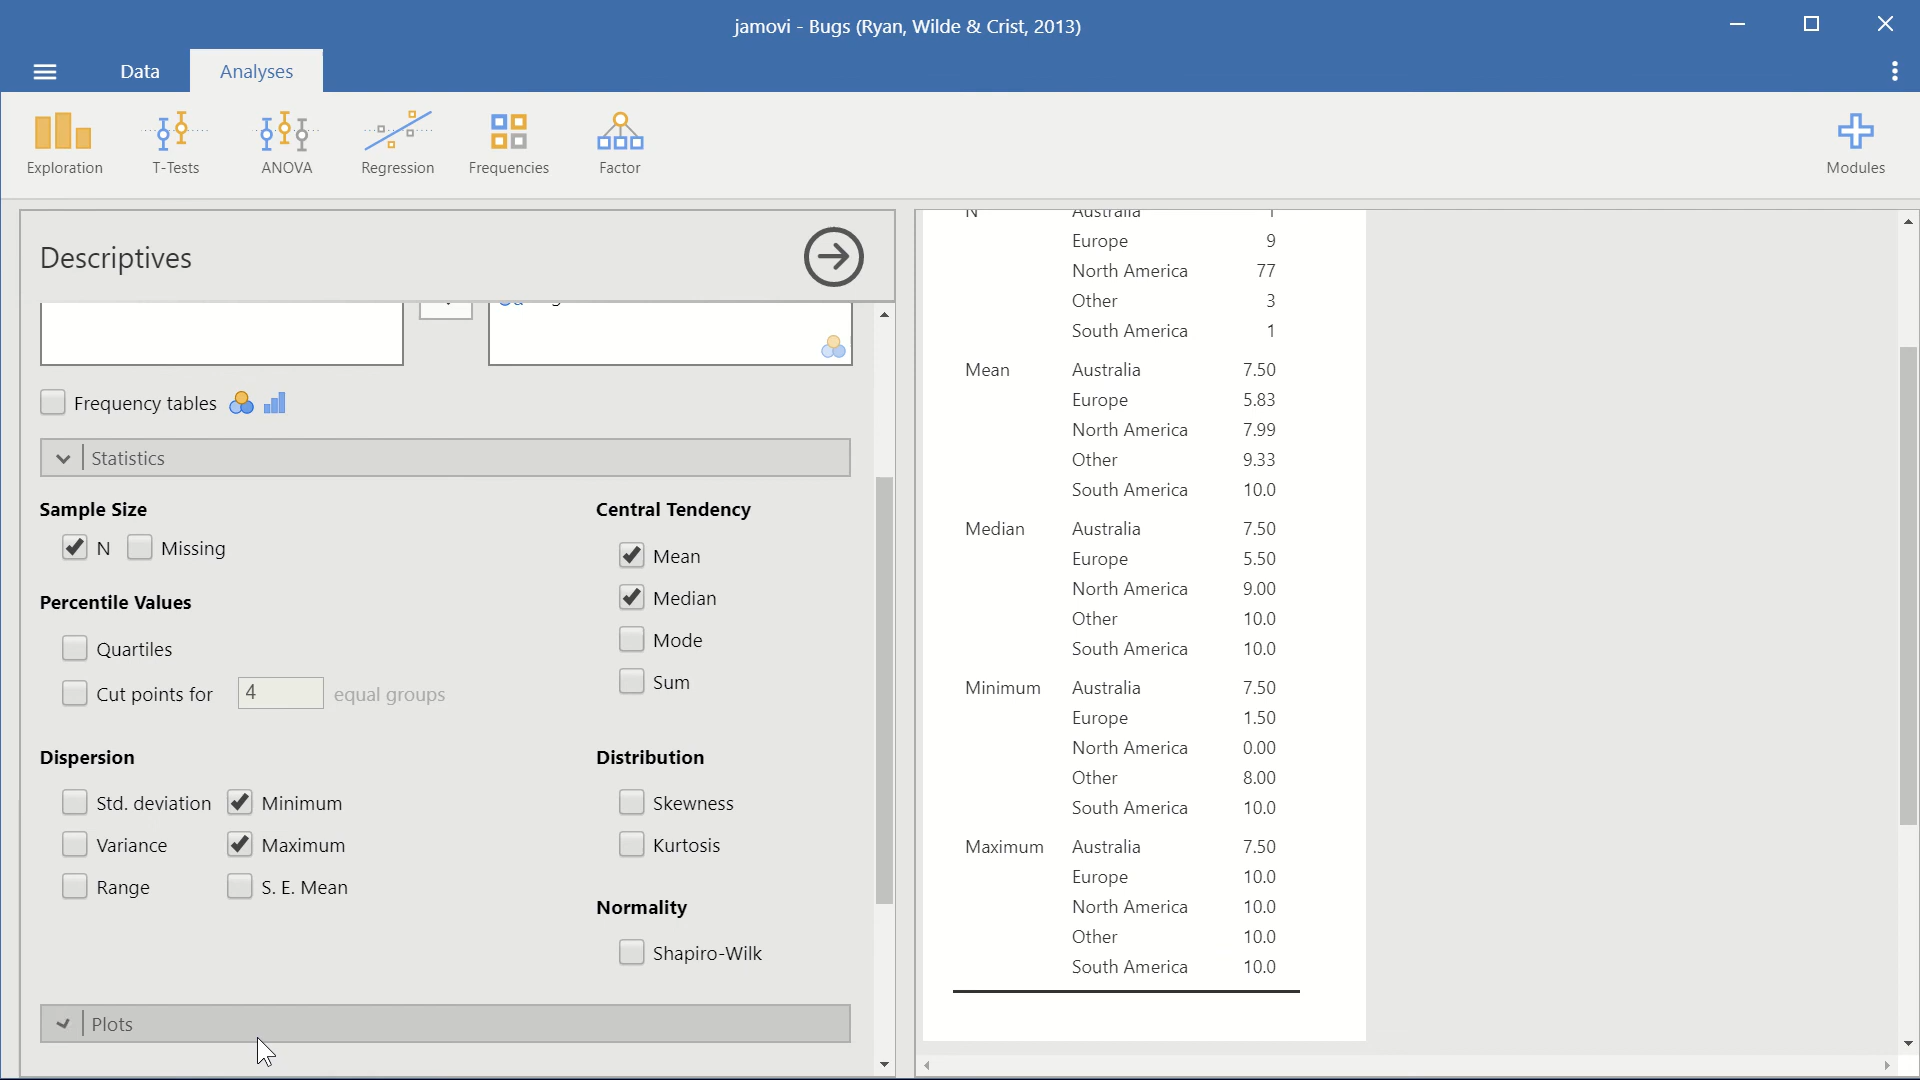 jamovi - Bugs (Ryan, Wilde & Crist, 2013)
Data
Analyses
Exploration
T-Tests
ANOVA
Regression
Frequencies
Factor
Modules
Descriptives
Frequency tables
Statistics
Sample Size
N
Missing
Percentile Values
Quartiles
Cut points for 4 equal groups
Dispersion
Std. deviation
Minimum
Variance
Maximum
Range
S. E. Mean
Central Tendency
Mean
Median
Mode
Sum
Distribution
Skewness
Kurtosis
Normality
Shapiro-Wilk
Plots
N Australia 1
Europe 9
North America 77
Other 3
South America 1
Mean Australia 7.50
Europe 5.83
North America 7.99
Other 9.33
South America 10.0
Median Australia 7.50
Europe 5.50
North America 9.00
Other 10.0
South America 10.0
Minimum Australia 7.50
Europe 1.50
North America 0.00
Other 8.00
South America 10.0
Maximum Australia 7.50
Europe 10.0
North America 10.0
Other 10.0
South America 10.0